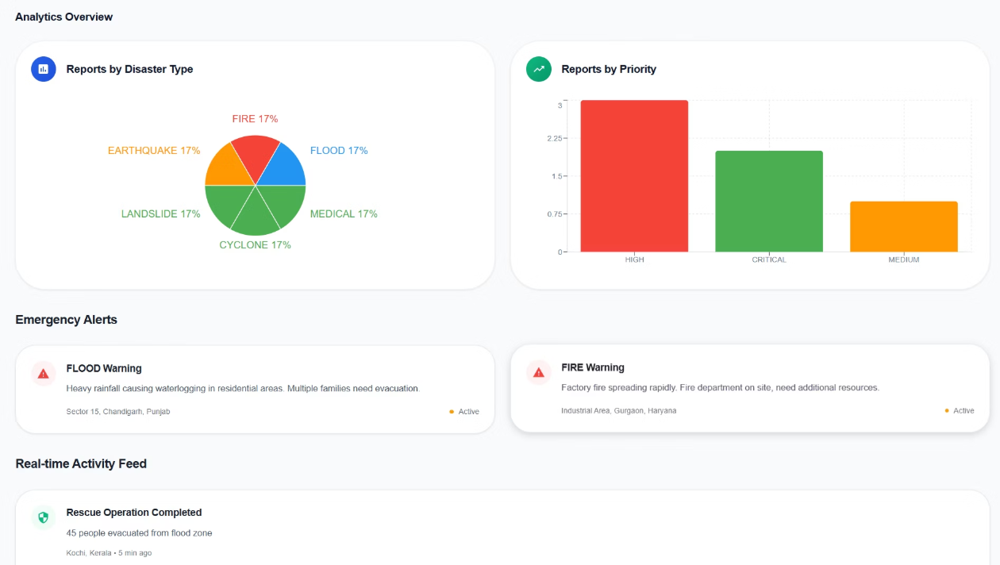 Analytics Overview
Reports by Disaster Type
FIRE 17%
EARTHQUAKE 17%
FLOOD 17%
LANDSLIDE 17%
MEDICAL 17%
CYCLONE 17%
Reports by Priority
3
2.25
1.5
0.75
0
HIGH
CRITICAL
MEDIUM
Emergency Alerts
FLOOD Warning
Heavy rainfall causing waterlogging in residential areas. Multiple families need evacuation.
Sector 15, Chandigarh, Punjab
Active
FIRE Warning
Factory fire spreading rapidly. Fire department on site, need additional resources.
Industrial Area, Gurgaon, Haryana
Active
Real-time Activity Feed
Rescue Operation Completed
45 people evacuated from flood zone
Kochi, Kerala • 5 min ago